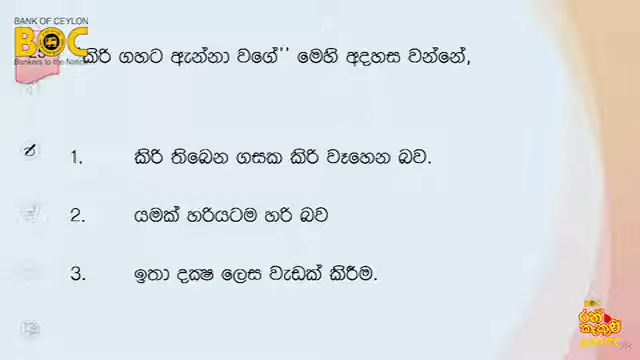 BANK OF CEYLON
BOC
Bankers to the Nation
කිරි ගහට ඇන්නා වගේ’’ මෙහි අදහස වන්නේ,
1. කිරි තිබෙන ගසක කිරි වෑහෙන බව.
2. යමක් හරියටම හරි බව
3. ඉතා දක්‍ෂ ලෙස වැඩක් කිරීම.